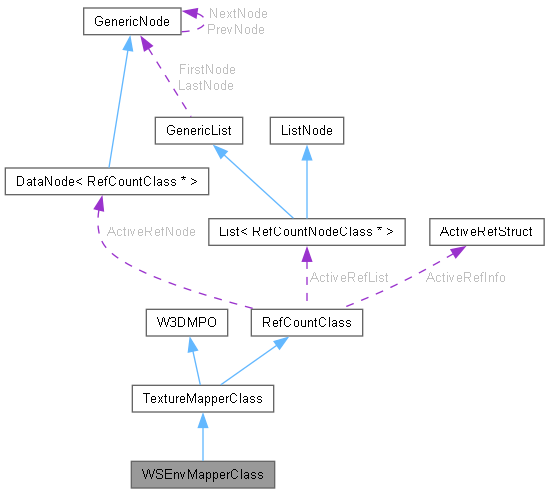 GenericNode
NextNode
PrevNode
FirstNode
LastNode
GenericList
ListNode
DataNode< RefCountClass * >
ActiveRefNode
List< RefCountNodeClass * >
ActiveRefStruct
ActiveRefList
ActiveRefInfo
W3DMPO
RefCountClass
TextureMapperClass
WSEnvMapperClass